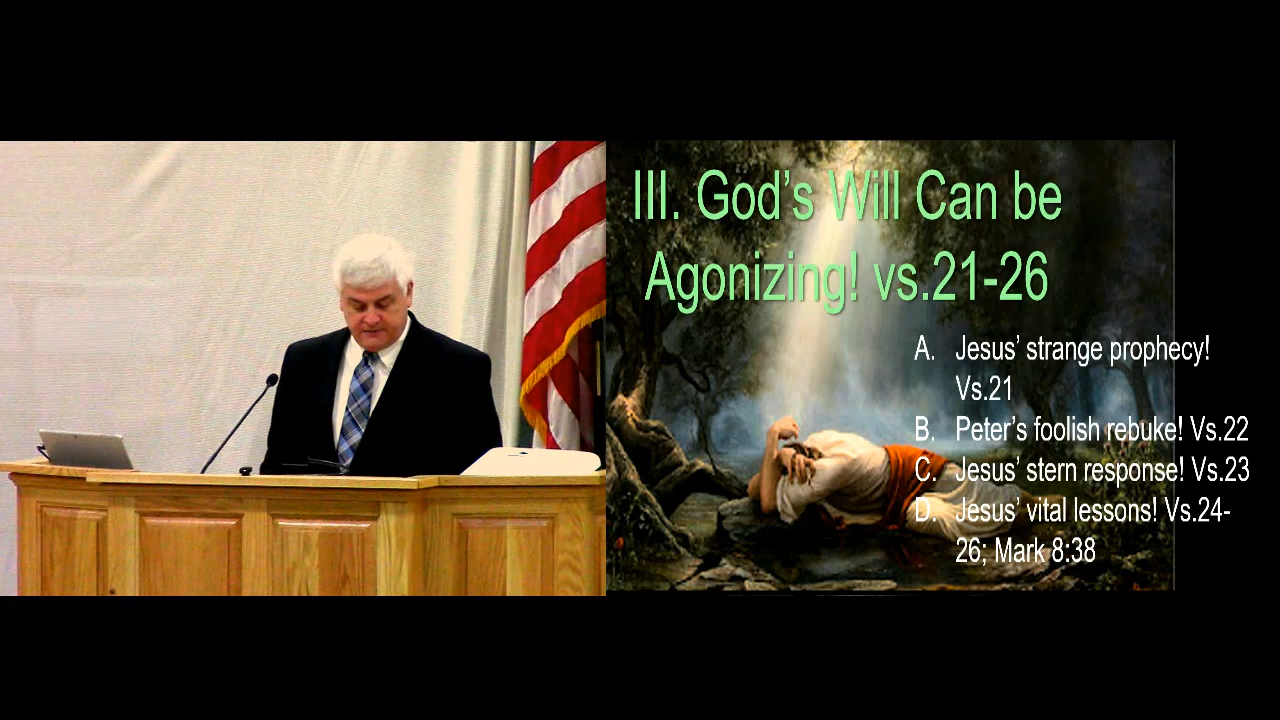 III. God's Will Can be
Agonizing! vs.21-26
A. Jesus' strange prophecy!
Vs.21
B. Peter's foolish rebuke! Vs.22
C. Jesus' stern response! Vs.23
D. Jesus' vital lessons! Vs.24-
26; Mark 8:38